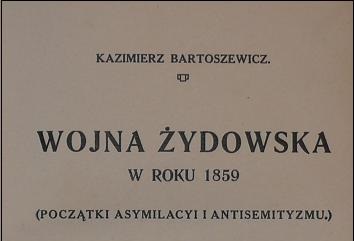 KAZIMIERZ BARTOSZEWICZ.
WOJNA ŻYDOWSKA
W ROKU 1859
(POCZĄTKI ASYMILACYI I ANTISEMITYZMU.)